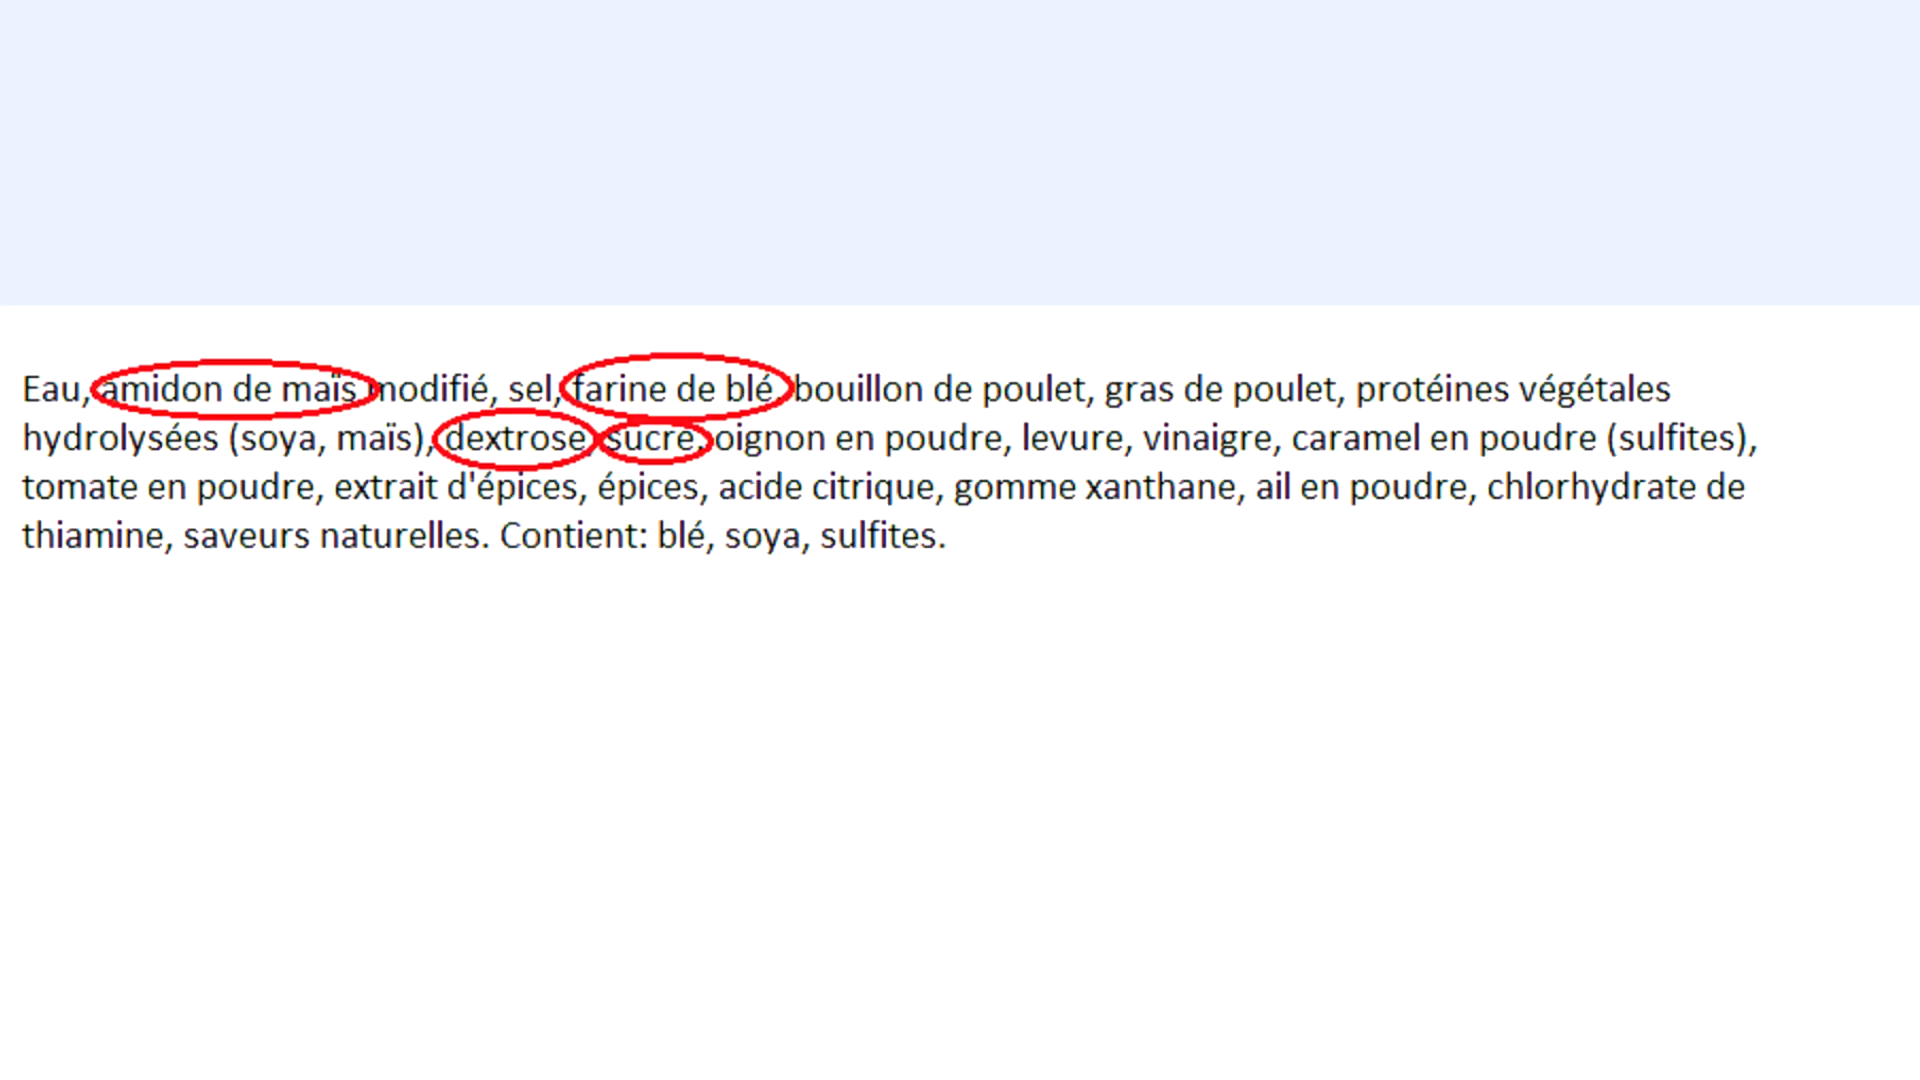 Eau, amidon de maïs modifié, sel, farine de blé, bouillon de poulet, gras de poulet, protéines végétales
hydrolysées (soya, maïs), dextrose, sucre, oignon en poudre, levure, vinaigre, caramel en poudre (sulfites),
tomate en poudre, extrait d'épices, épices, acide citrique, gomme xanthane, ail en poudre, chlorhydrate de
thiamine, saveurs naturelles. Contient: blé, soya, sulfites.